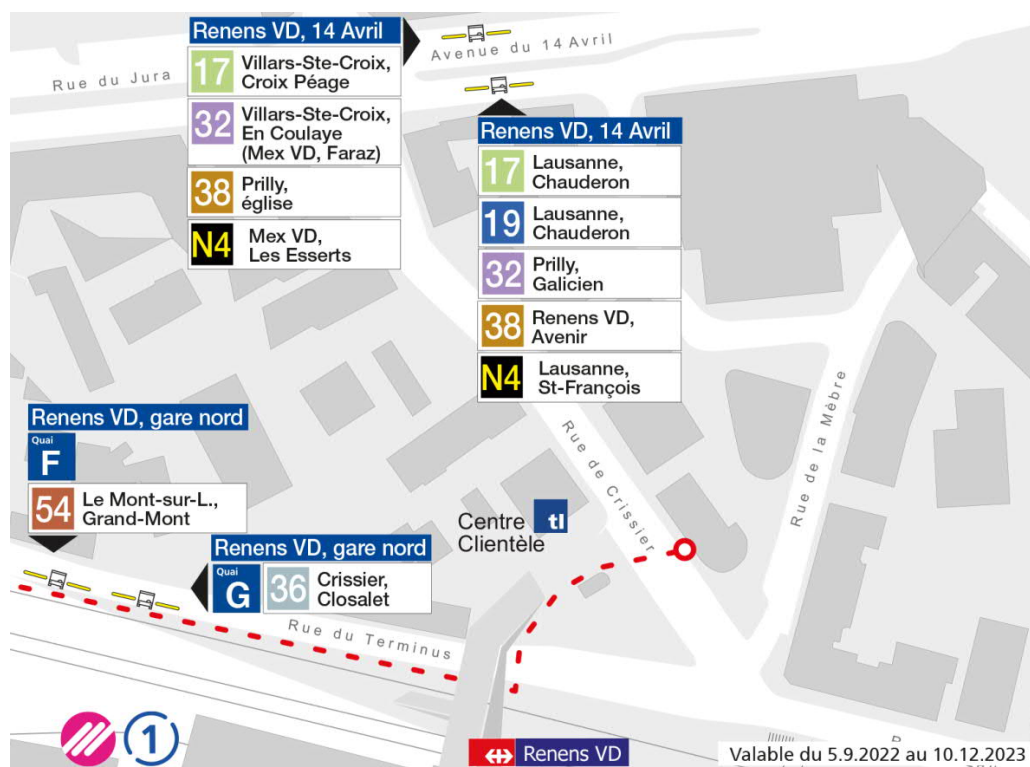 Renens VD, 14 Avril
17 Villars-Ste-Croix,
Croix Péage
32 Villars-Ste-Croix,
En Coulaye
(Mex VD, Faraz)
38 Prilly,
église
N4 Mex VD,
Les Esserts
Rue du Jura
Avenue du 14 Avril
Renens VD, 14 Avril
17 Lausanne,
Chauderon
19 Lausanne,
Chauderon
32 Prilly,
Galicien
38 Renens VD,
Avenir
N4 Lausanne,
St-François
Renens VD, gare nord
Quai
F
54 Le Mont-sur-L.,
Grand-Mont
Renens VD, gare nord
Quai
G
36 Crissier,
Closalet
Centre tl
Clientèle
Rue de Crissier
Rue de la Mèbre
Rue du Terminus
1
Renens VD
Valable du 5.9.2022 au 10.12.2023